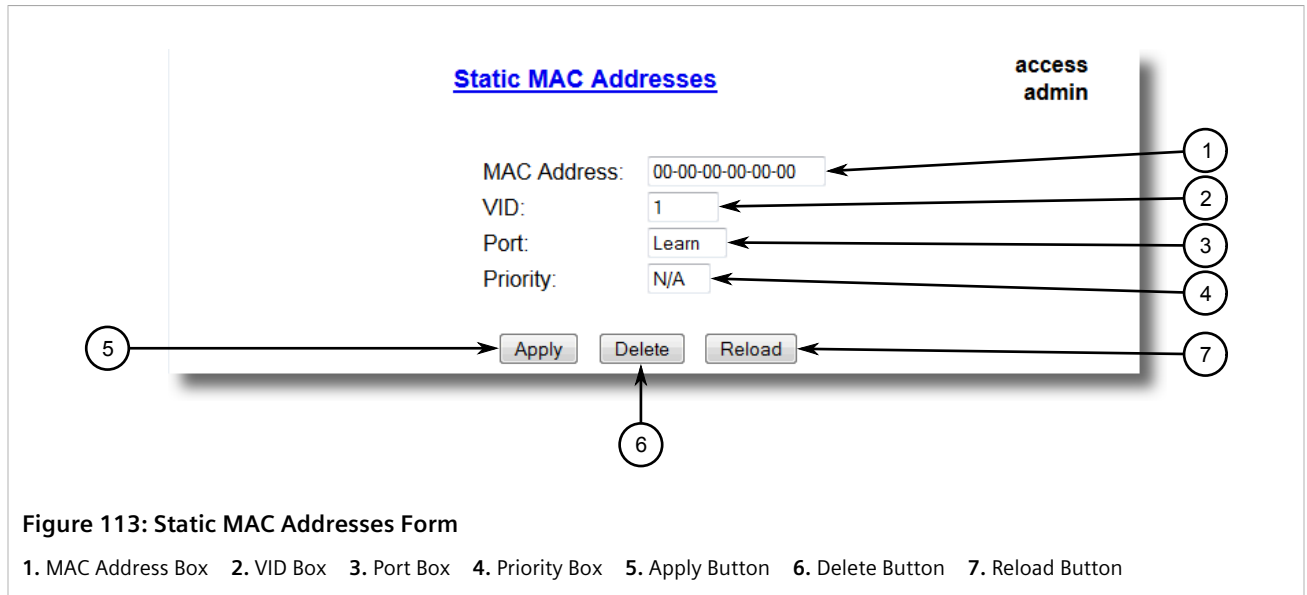 Static MAC Addresses
access
admin
MAC Address: 00-00-00-00-00-00
1
VID: 1
2
Port: Learn
3
Priority: N/A
4
5
Apply Delete Reload
7
6
Figure 113: Static MAC Addresses Form
1. MAC Address Box 2. VID Box 3. Port Box 4. Priority Box 5. Apply Button 6. Delete Button 7. Reload Button